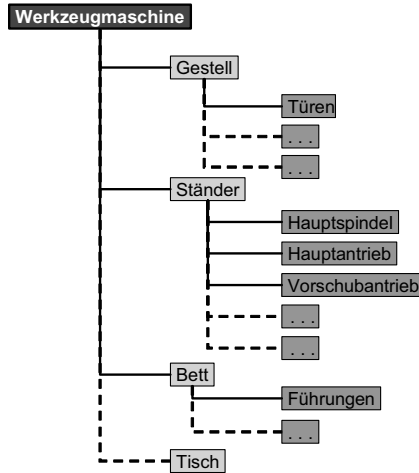 Werkzeugmaschine
Gestell
Türen
. . .
. . .
Ständer
Hauptspindel
Hauptantrieb
Vorschubantrieb
. . .
. . .
Bett
Führungen
. . .
Tisch